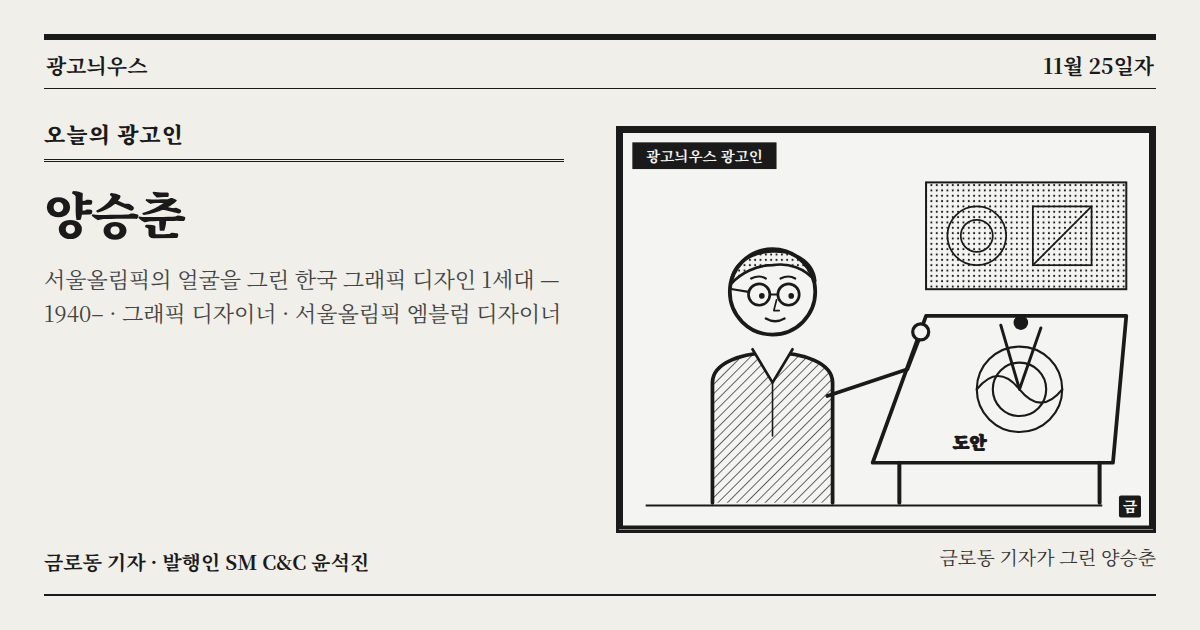 광고늬우스
11월 25일자
오늘의 광고인
양승춘
서울올림픽의 얼굴을 그린 한국 그래픽 디자인 1세대 —
1940– · 그래픽 디자이너 · 서울올림픽 엠블럼 디자이너
광고늬우스 광고인
도안
금
금로동 기자가 그린 양승춘
금로동 기자 · 발행인 SM C&C 윤석진